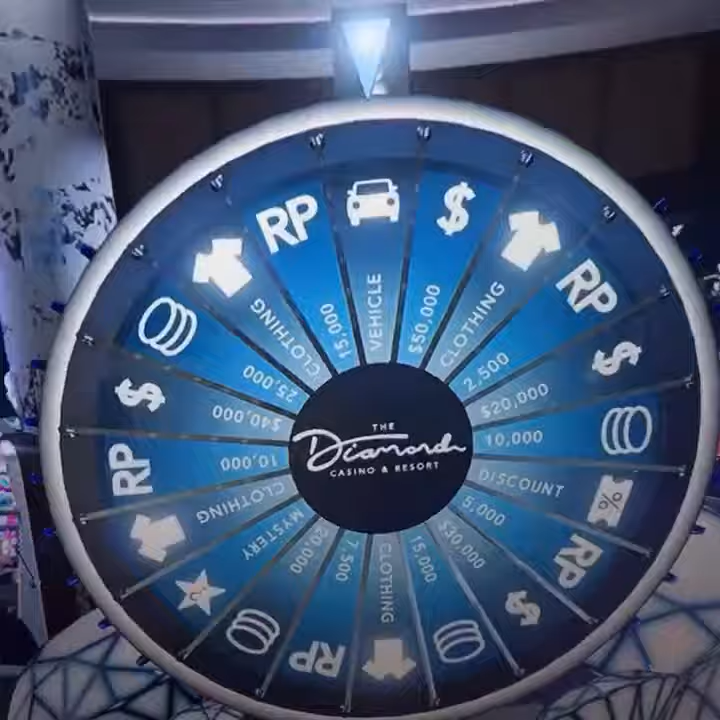 THE
Diamond
CASINO & RESORT
VEHICLE
$
$50,000
CLOTHING
RP
2,500
$
$20,000
10,000
%
DISCOUNT
RP
5,000
$
$30,000
15,000
CLOTHING
RP
7,500
20,000
?
MYSTERY
CLOTHING
RP
10,000
$
$40,000
25,000
CLOTHING
RP
15,000